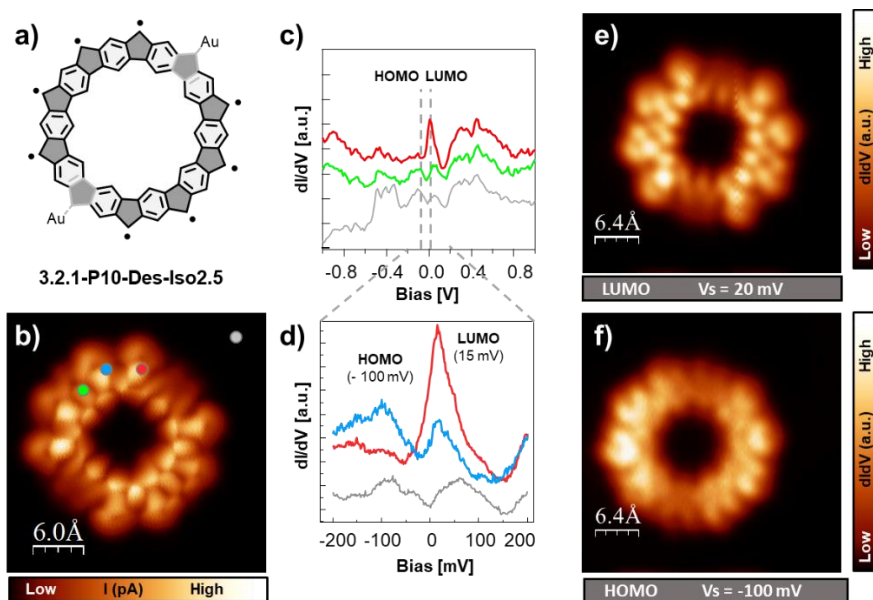 a)
Au
Au
3.2.1-P10-Des-Iso2.5
b)
6.0Å
Low I (pA) High
c)
HOMO LUMO
dI/dV [a.u.]
-0.8 -0.4 0.0 0.4 0.8
Bias [V]
d)
HOMO
(- 100 mV)
LUMO
(15 mV)
dI/dV [a.u.]
-200 -100 0 100 200
Bias [mV]
e)
6.4Å
LUMO Vs = 20 mV
High
dIdV (a.u.)
Low
f)
6.4Å
HOMO Vs = -100 mV
High
dIdV (a.u.)
Low